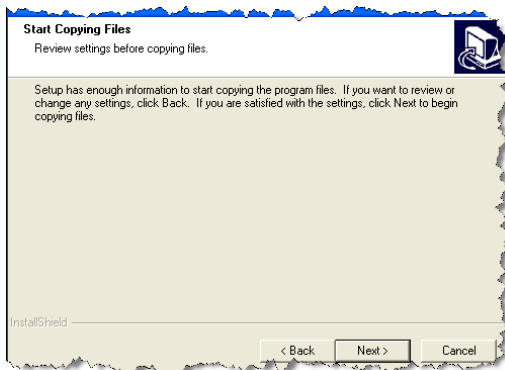 Start Copying Files
Review settings before copying files.
Setup has enough information to start copying the program files. If you want to review or
change any settings, click Back. If you are satisfied with the settings, click Next to begin
copying files.
InstallShield
< Back Next > Cancel